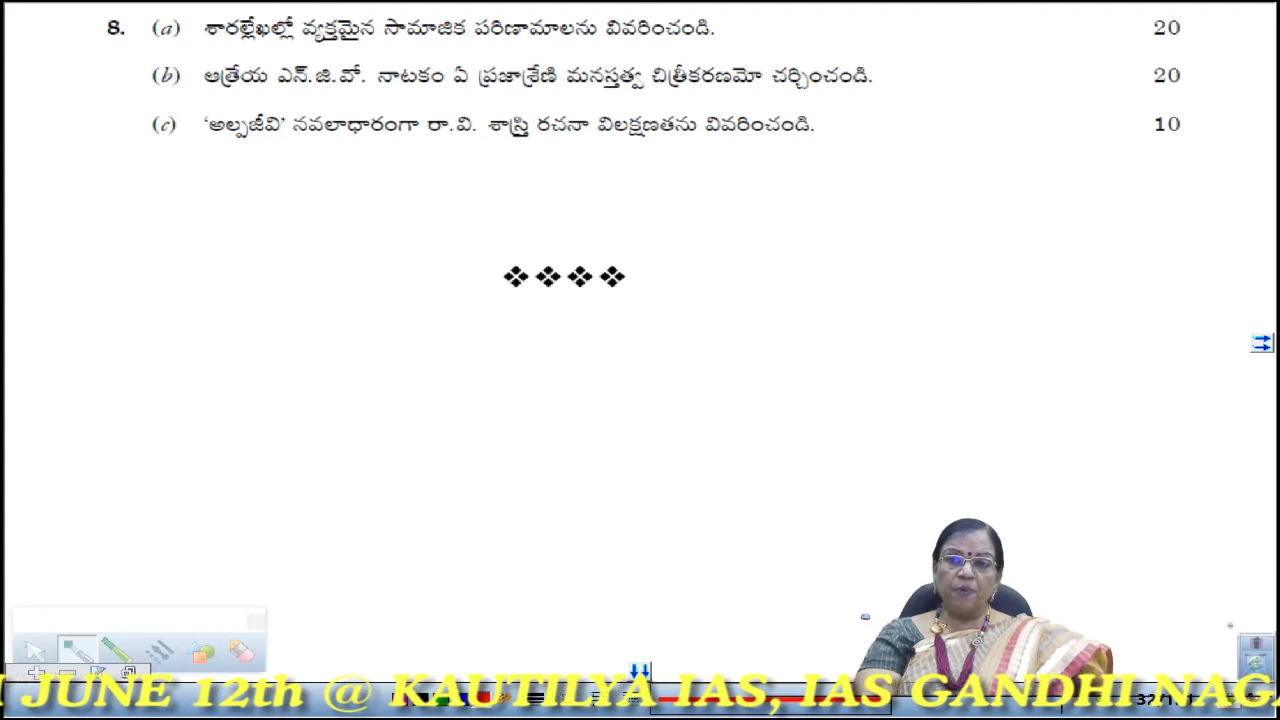 8. (a) శారలేఖల్లో వ్యక్తమైన సామాజిక పరిణామాలను వివరించండి. 20
(b) ఆత్రేయ ఎన్.జి.వో. నాటకం ఏ ప్రజాశ్రేణి మనస్తత్వ చిత్రీకరణమో చర్చించండి. 20
(c) 'అల్పజీవి' నవలాధారంగా రా.వి. శాస్త్రి రచనా విలక్షణతను వివరించండి. 10
JUNE 12th @ KAUTILYA IAS, IAS GANDHI NAG